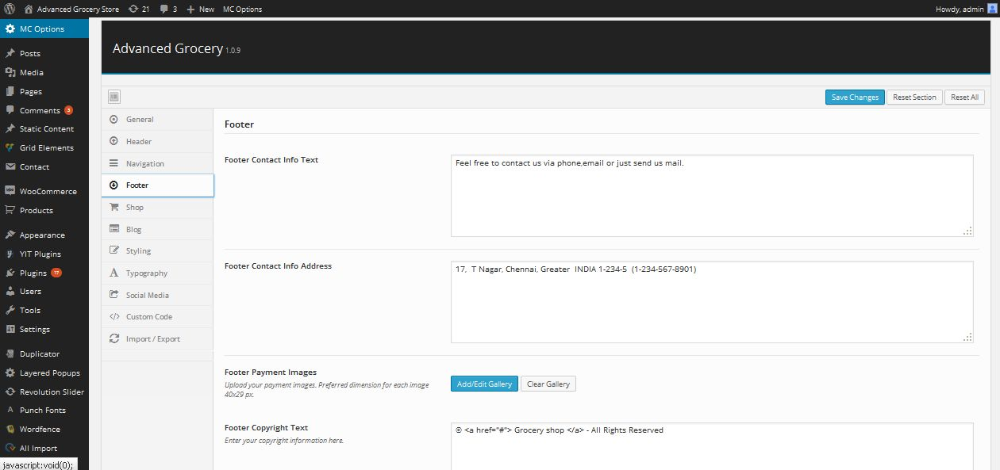 Advanced Grocery Store 21 3 New MC Options Howdy, admin
MC Options
Posts
Media
Pages
Comments 3
Static Content
Grid Elements
Contact
WooCommerce
Products
Appearance
YIT Plugins
Plugins 17
Users
Tools
Settings
Duplicator
Layered Popups
Revolution Slider
Punch Fonts
Wordfence
All Import
javascript:void(0);
Advanced Grocery 1.0.9
Save Changes Reset Section Reset All
General
Header
Navigation
Footer
Shop
Blog
Styling
Typography
Social Media
Custom Code
Import / Export
Footer
Footer Contact Info Text
Feel free to contact us via phone,email or just send us mail.
Footer Contact Info Address
17, T Nagar, Chennai, Greater INDIA 1-234-5 (1-234-567-8901)
Footer Payment Images
Upload your payment images. Preferred dimension for each image
40x29 px.
Add/Edit Gallery Clear Gallery
Footer Copyright Text
Enter your copyright information here.
© <a href="#"> Grocery shop </a> - All Rights Reserved